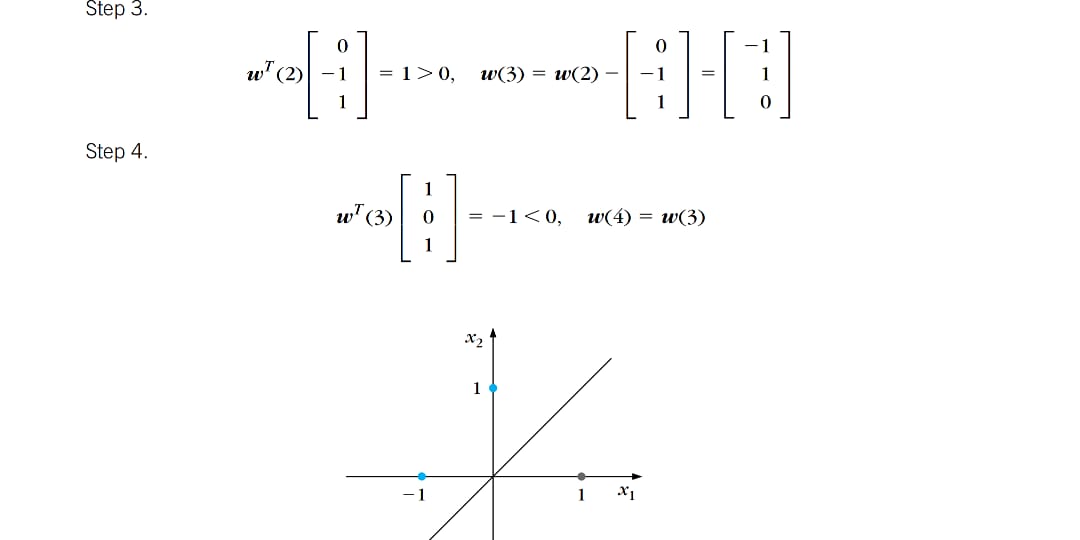 Step 3.
w^T(2) [0 −1 1] = 1 > 0, w(3) = w(2) − [0 −1 1] = [−1 1 0]
Step 4.
w^T(3) [1 0 1] = −1 < 0, w(4) = w(3)
x₂
1
−1 1 x₁